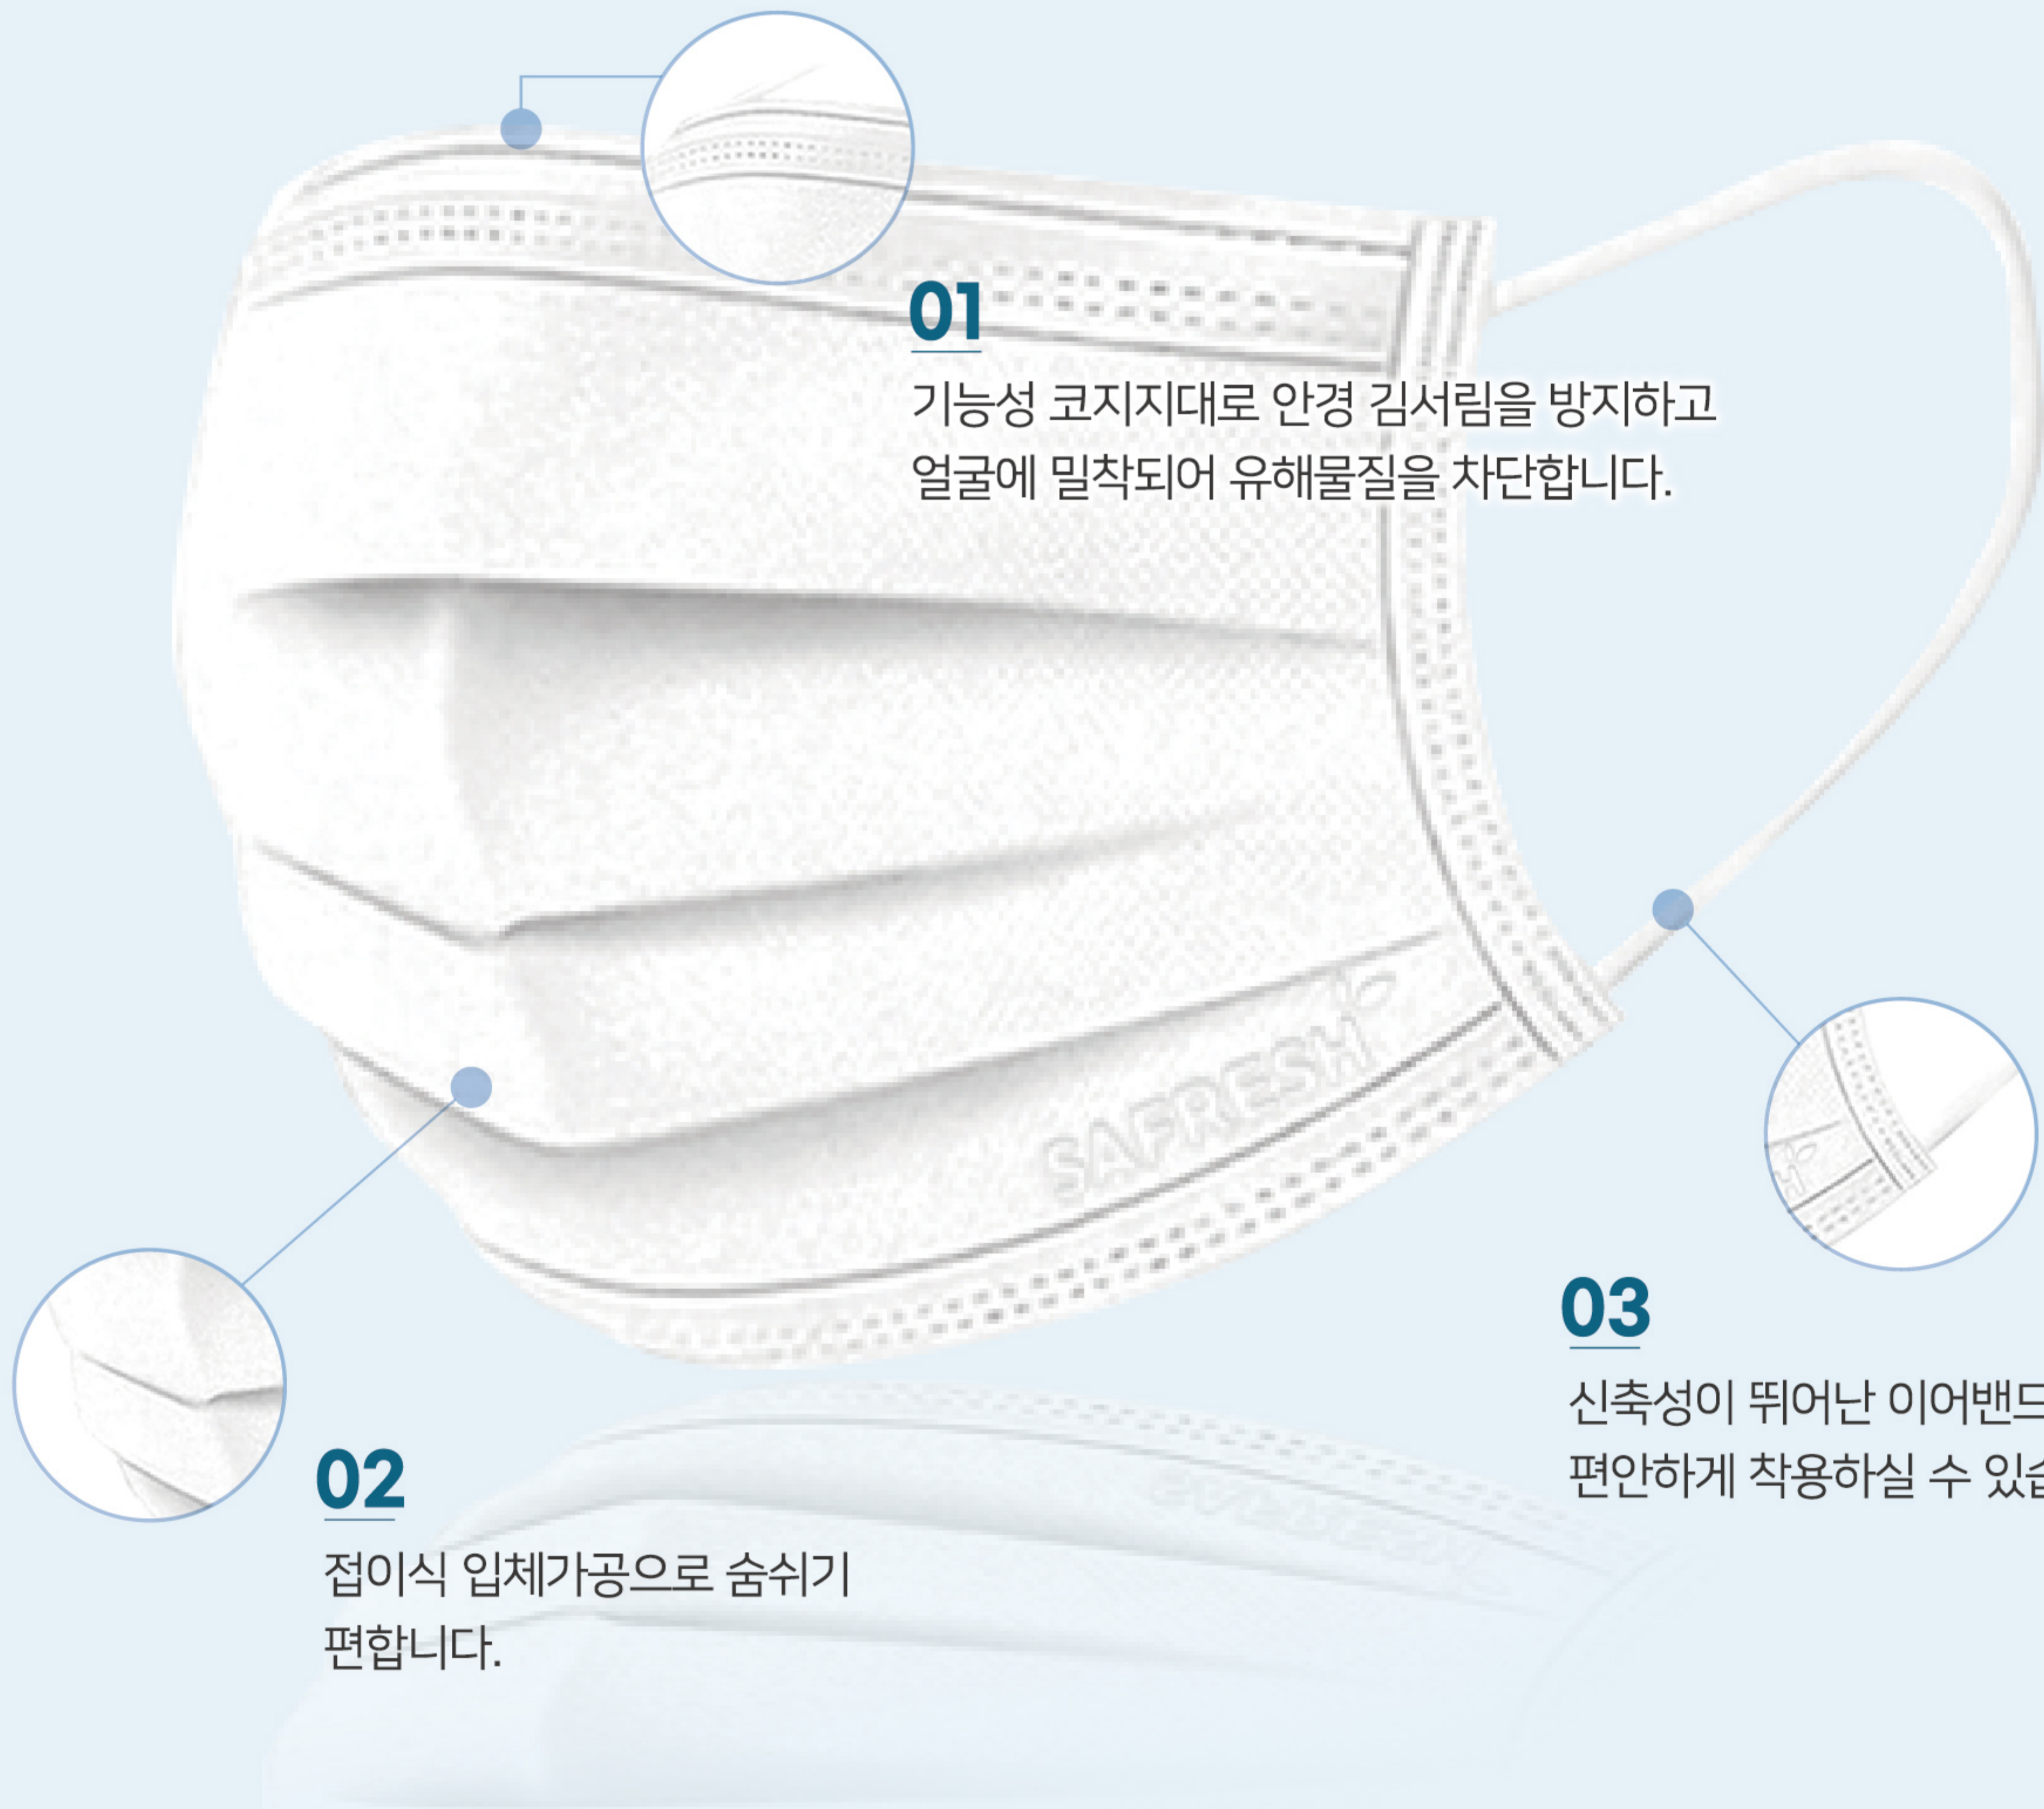 01
기능성 코지지대로 안경 김서림을 방지하고
얼굴에 밀착되어 유해물질을 차단합니다.
SAFRESH
02
접이식 입체가공으로 숨쉬기
편합니다.
03
신축성이 뛰어난 이어밴드
편안하게 착용하실 수